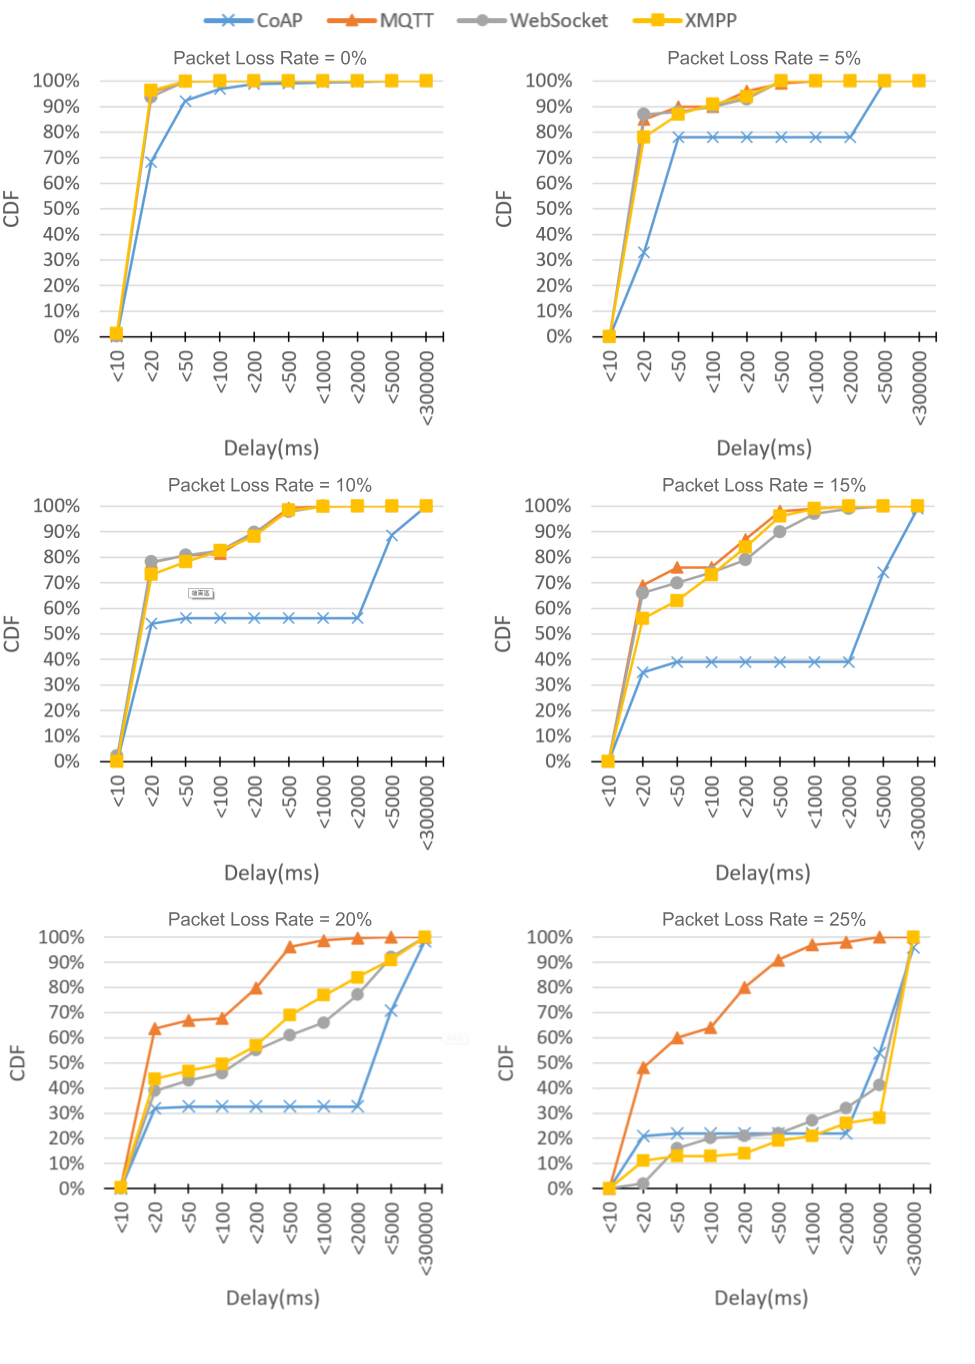 CoAP MQTT WebSocket XMPP
Packet Loss Rate = 0%
100%
90%
80%
70%
60%
50%
40%
30%
20%
10%
0%
CDF
<10 <20 <50 <100 <200 <500 <1000 <2000 <5000 <300000
Delay(ms)
Packet Loss Rate = 5%
100%
90%
80%
70%
60%
50%
40%
30%
20%
10%
0%
CDF
<10 <20 <50 <100 <200 <500 <1000 <2000 <5000 <300000
Delay(ms)
Packet Loss Rate = 10%
100%
90%
80%
70%
60%
50%
40%
30%
20%
10%
0%
CDF
<10 <20 <50 <100 <200 <500 <1000 <2000 <5000 <300000
Delay(ms)
Packet Loss Rate = 15%
100%
90%
80%
70%
60%
50%
40%
30%
20%
10%
0%
CDF
<10 <20 <50 <100 <200 <500 <1000 <2000 <5000 <300000
Delay(ms)
Packet Loss Rate = 20%
100%
90%
80%
70%
60%
50%
40%
30%
20%
10%
0%
CDF
<10 <20 <50 <100 <200 <500 <1000 <2000 <5000 <300000
Delay(ms)
Packet Loss Rate = 25%
100%
90%
80%
70%
60%
50%
40%
30%
20%
10%
0%
CDF
<10 <20 <50 <100 <200 <500 <1000 <2000 <5000 <300000
Delay(ms)